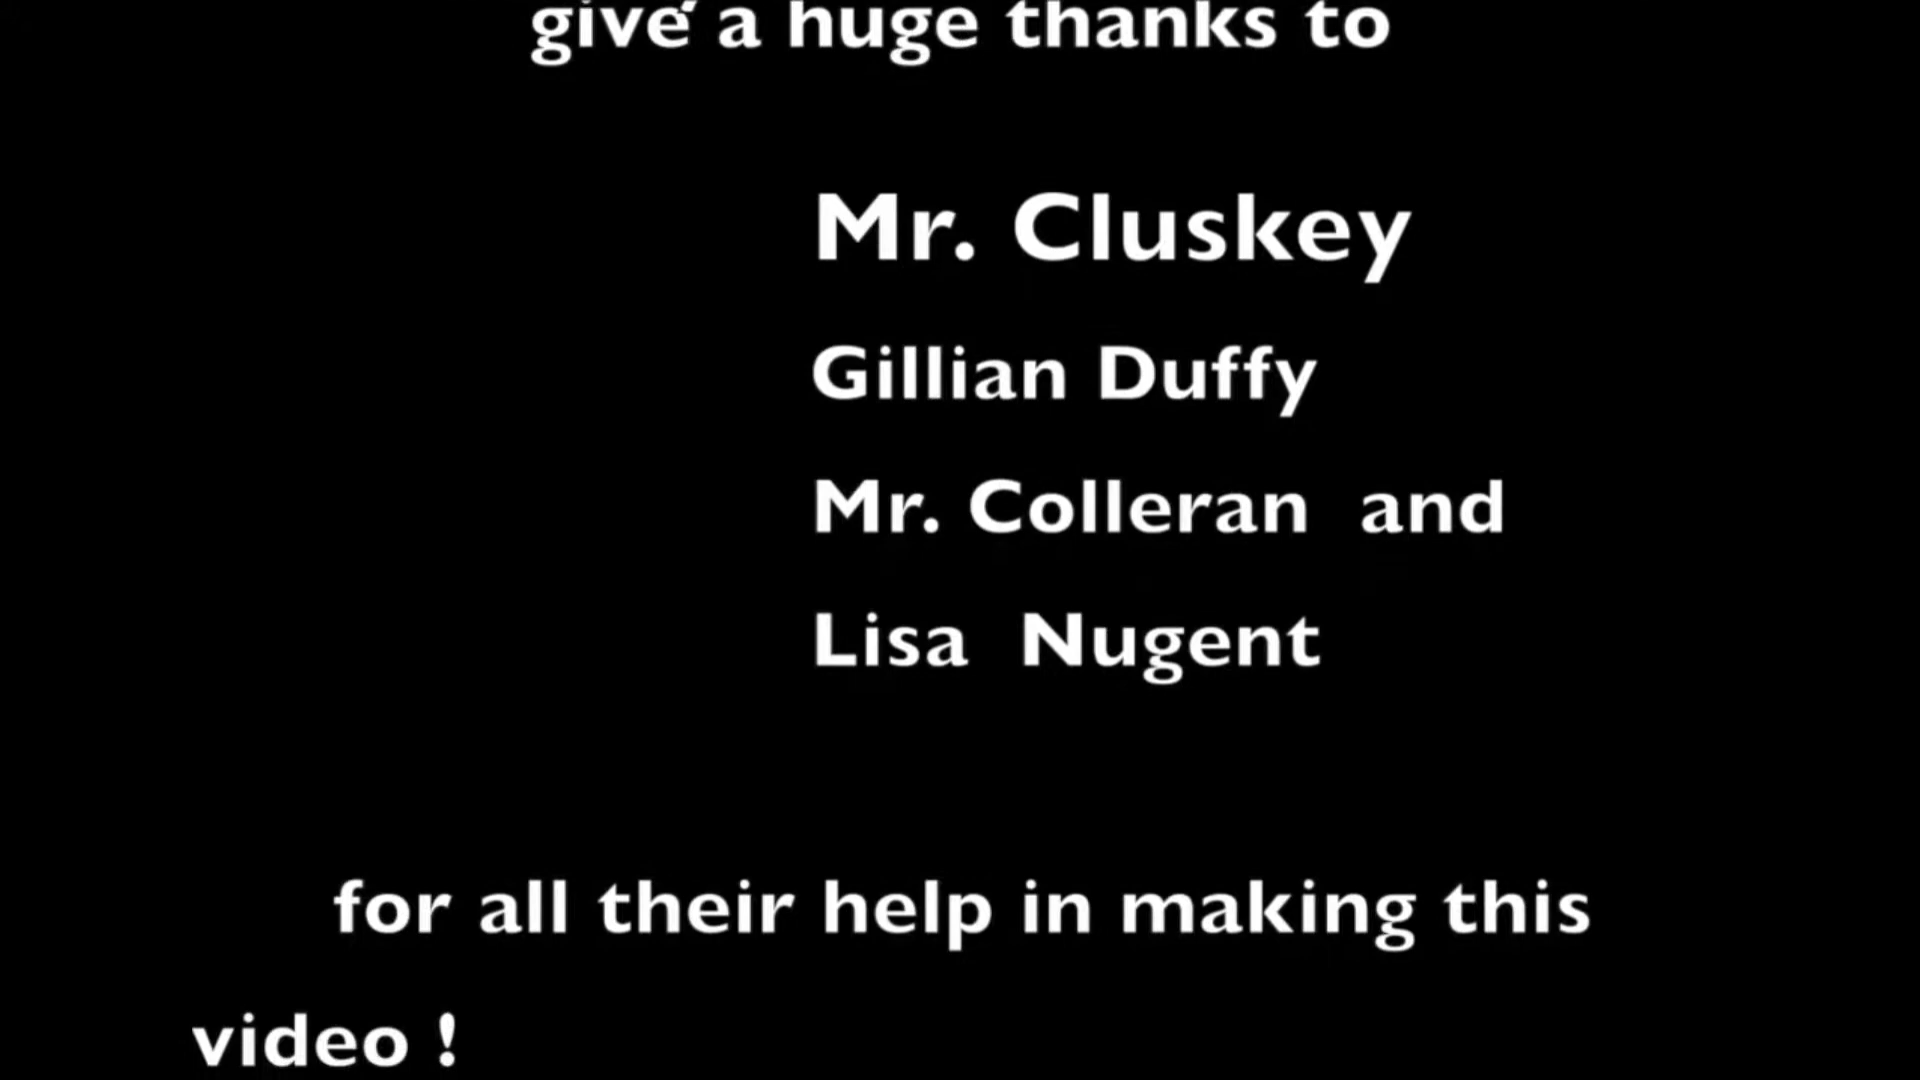 give a huge thanks to
Mr. Cluskey
Gillian Duffy
Mr. Colleran and
Lisa Nugent
for all their help in making this
video !